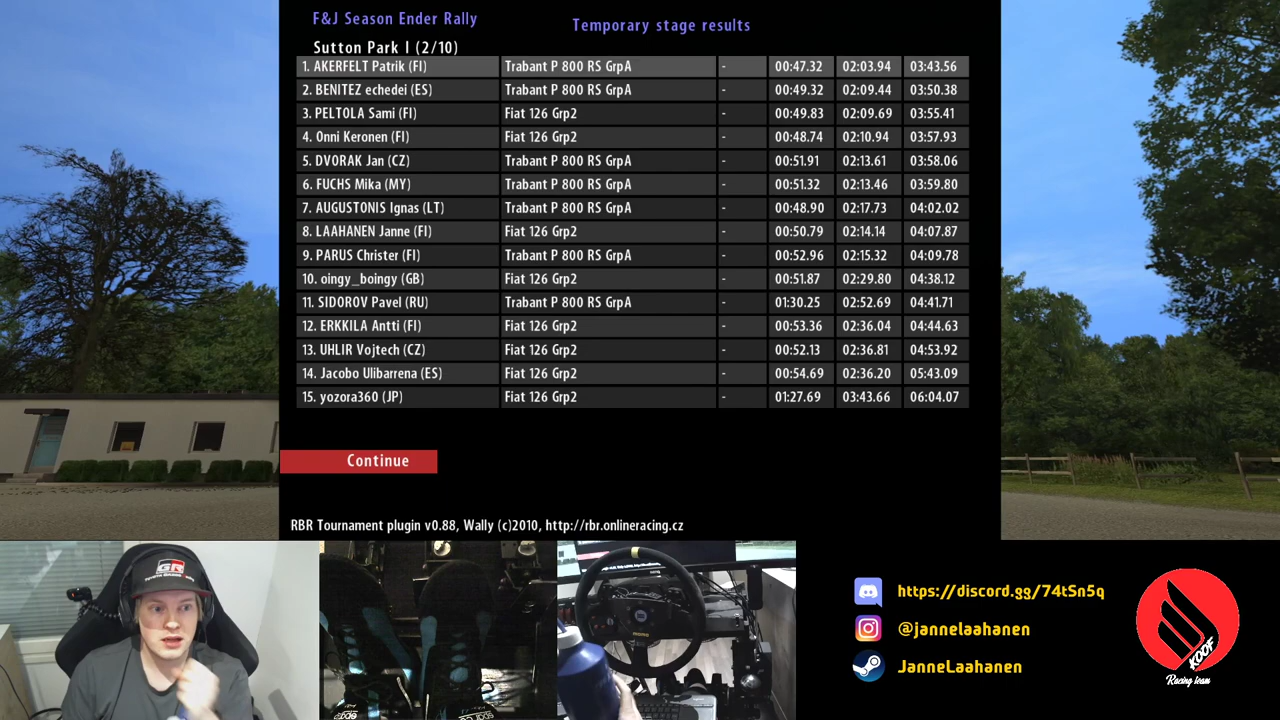 F&J Season Ender Rally
Temporary stage results
Sutton Park I (2/10)
1. AKERFELT Patrik (FI) Trabant P 800 RS GrpA - 00:47.32 02:03.94 03:43.56
2. BENITEZ echedei (ES) Trabant P 800 RS GrpA - 00:49.32 02:09.44 03:50.38
3. PELTOLA Sami (FI) Fiat 126 Grp2 - 00:49.83 02:09.69 03:55.41
4. Onni Keronen (FI) Fiat 126 Grp2 - 00:48.74 02:10.94 03:57.93
5. DVORAK Jan (CZ) Trabant P 800 RS GrpA - 00:51.91 02:13.61 03:58.06
6. FUCHS Mika (MY) Trabant P 800 RS GrpA - 00:51.32 02:13.46 03:59.80
7. AUGUSTONIS Ignas (LT) Trabant P 800 RS GrpA - 00:48.90 02:17.73 04:02.02
8. LAAHANEN Janne (FI) Fiat 126 Grp2 - 00:50.79 02:14.14 04:07.87
9. PARUS Christer (FI) Trabant P 800 RS GrpA - 00:52.96 02:15.32 04:09.78
10. oingy_boingy (GB) Fiat 126 Grp2 - 00:51.87 02:29.80 04:38.12
11. SIDOROV Pavel (RU) Trabant P 800 RS GrpA - 01:30.25 02:52.69 04:41.71
12. ERKKILA Antti (FI) Fiat 126 Grp2 - 00:53.36 02:36.04 04:44.63
13. UHLIR Vojtech (CZ) Fiat 126 Grp2 - 00:52.13 02:36.81 04:53.92
14. Jacobo Ulibarrena (ES) Fiat 126 Grp2 - 00:54.69 02:36.20 05:43.09
15. yozora360 (JP) Fiat 126 Grp2 - 01:27.69 03:43.66 06:04.07
Continue
RBR Tournament plugin v0.88, Wally (c)2010, http://rbr.onlineracing.cz
GR
https://discord.gg/74tSn5q
@jannelaahanen
JanneLaahanen
KOOF
Racing team